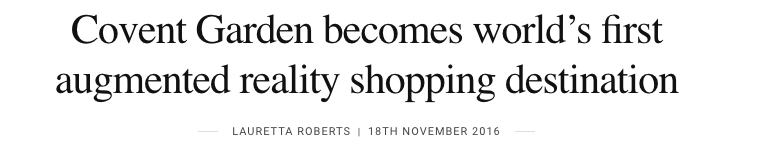 Covent Garden becomes world’s first
augmented reality shopping destination
LAURETTA ROBERTS | 18TH NOVEMBER 2016